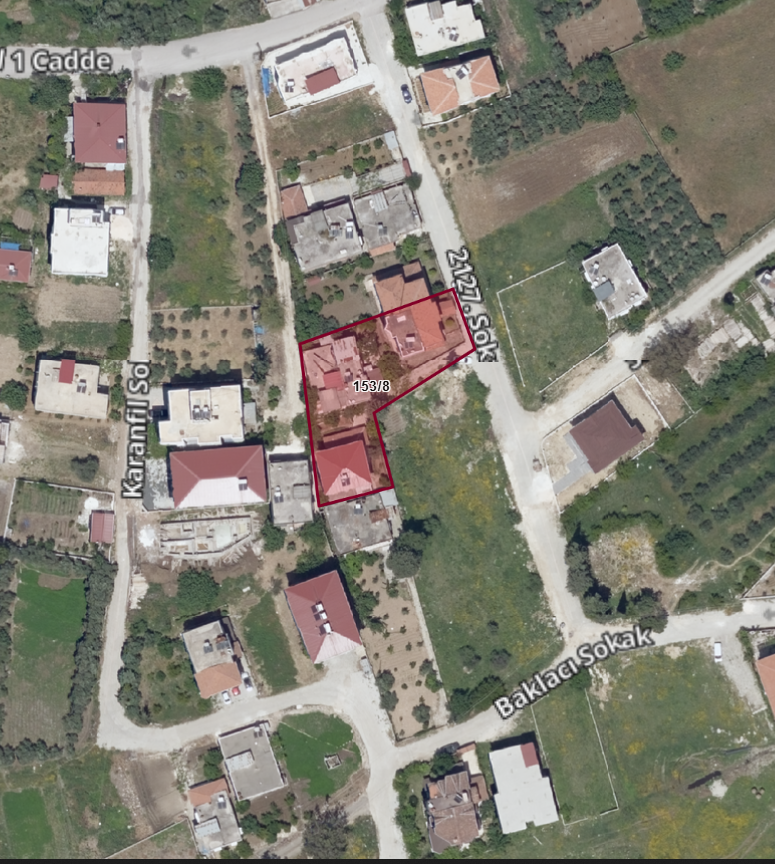 / 1 Cadde
2127. Sok
153/8
Karanfil So
Baklacı Sokak